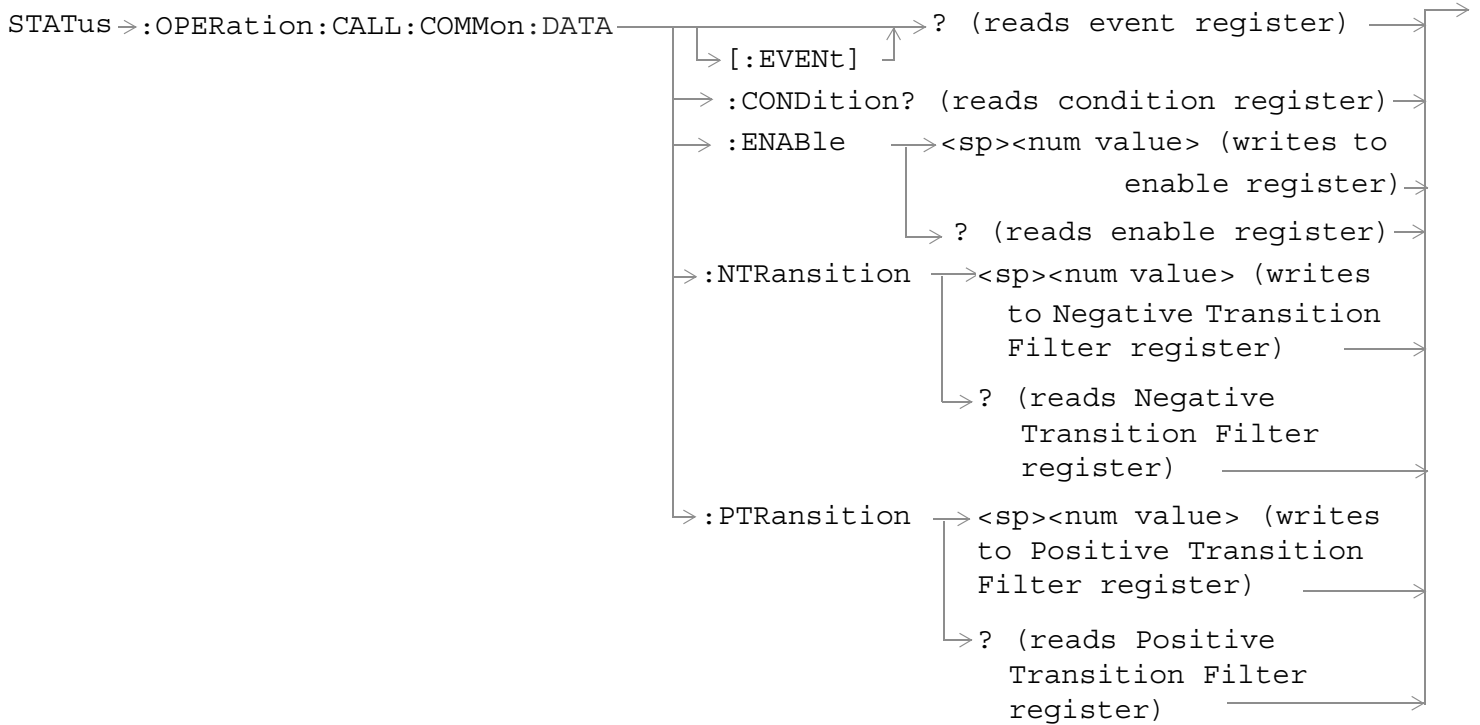 STATus :OPERation:CALL:COMMon:DATA ? (reads event register)
[:EVENt]
:CONDition? (reads condition register)
:ENABle <sp><num value> (writes to
enable register)
? (reads enable register)
:NTRansition <sp><num value> (writes
to Negative Transition
Filter register)
? (reads Negative
Transition Filter
register)
:PTRansition <sp><num value> (writes
to Positive Transition
Filter register)
? (reads Positive
Transition Filter
register)